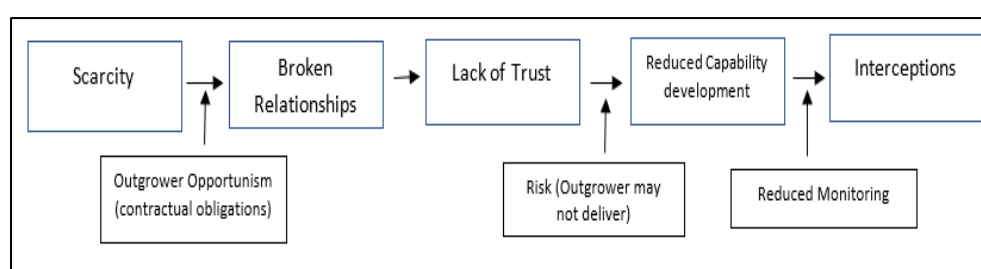 Scarcity
Broken
Relationships
Lack of Trust
Reduced Capability
development
Interceptions
Outgrower Opportunism
(contractual obligations)
Risk (Outgrower may
not deliver)
Reduced Monitoring